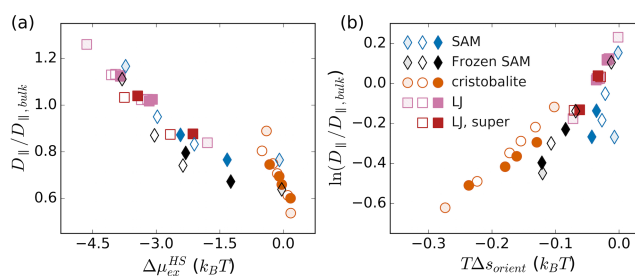 (a)
1.2
1.0
0.8
0.6
D∥/D∥,bulk
−4.5 −3.0 −1.5 0.0
Δμ_ex^HS (k_BT)
(b)
0.2
0.0
−0.2
−0.4
−0.6
ln(D∥/D∥,bulk)
SAM
Frozen SAM
cristobalite
LJ
LJ, super
−0.3 −0.2 −0.1 0.0
TΔs_orient (k_BT)